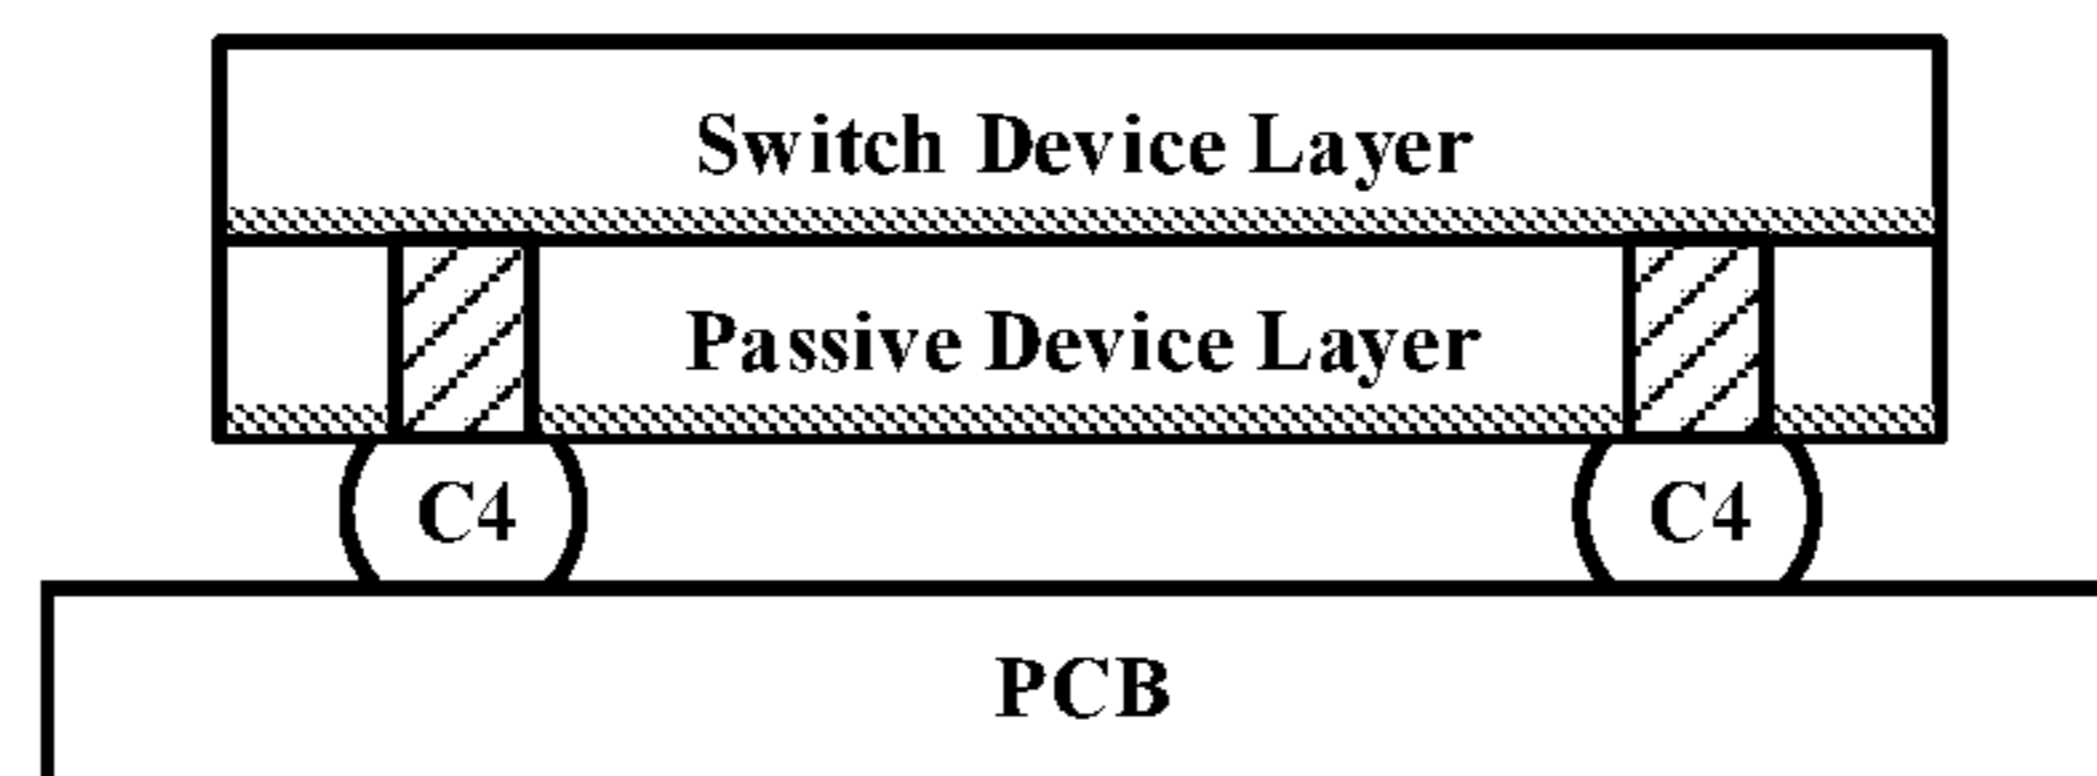 Switch Device Layer
Passive Device Layer
C4 C4
PCB